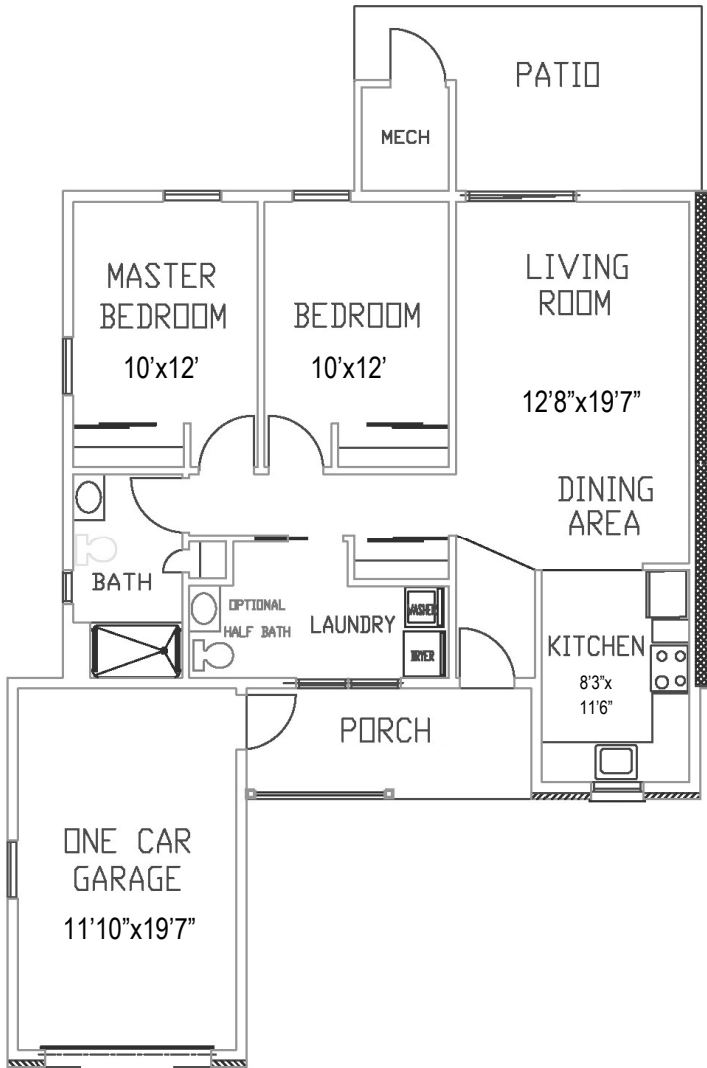 PATIO
MECH
MASTER
BEDROOM
10'x12'
BEDROOM
10'x12'
LIVING
ROOM
12'8”x19'7”
DINING
AREA
BATH
OPTIONAL
HALF BATH
LAUNDRY
WASHER
DRYER
KITCHEN
8'3”x
11'6”
PORCH
ONE CAR
GARAGE
11'10”x19'7”